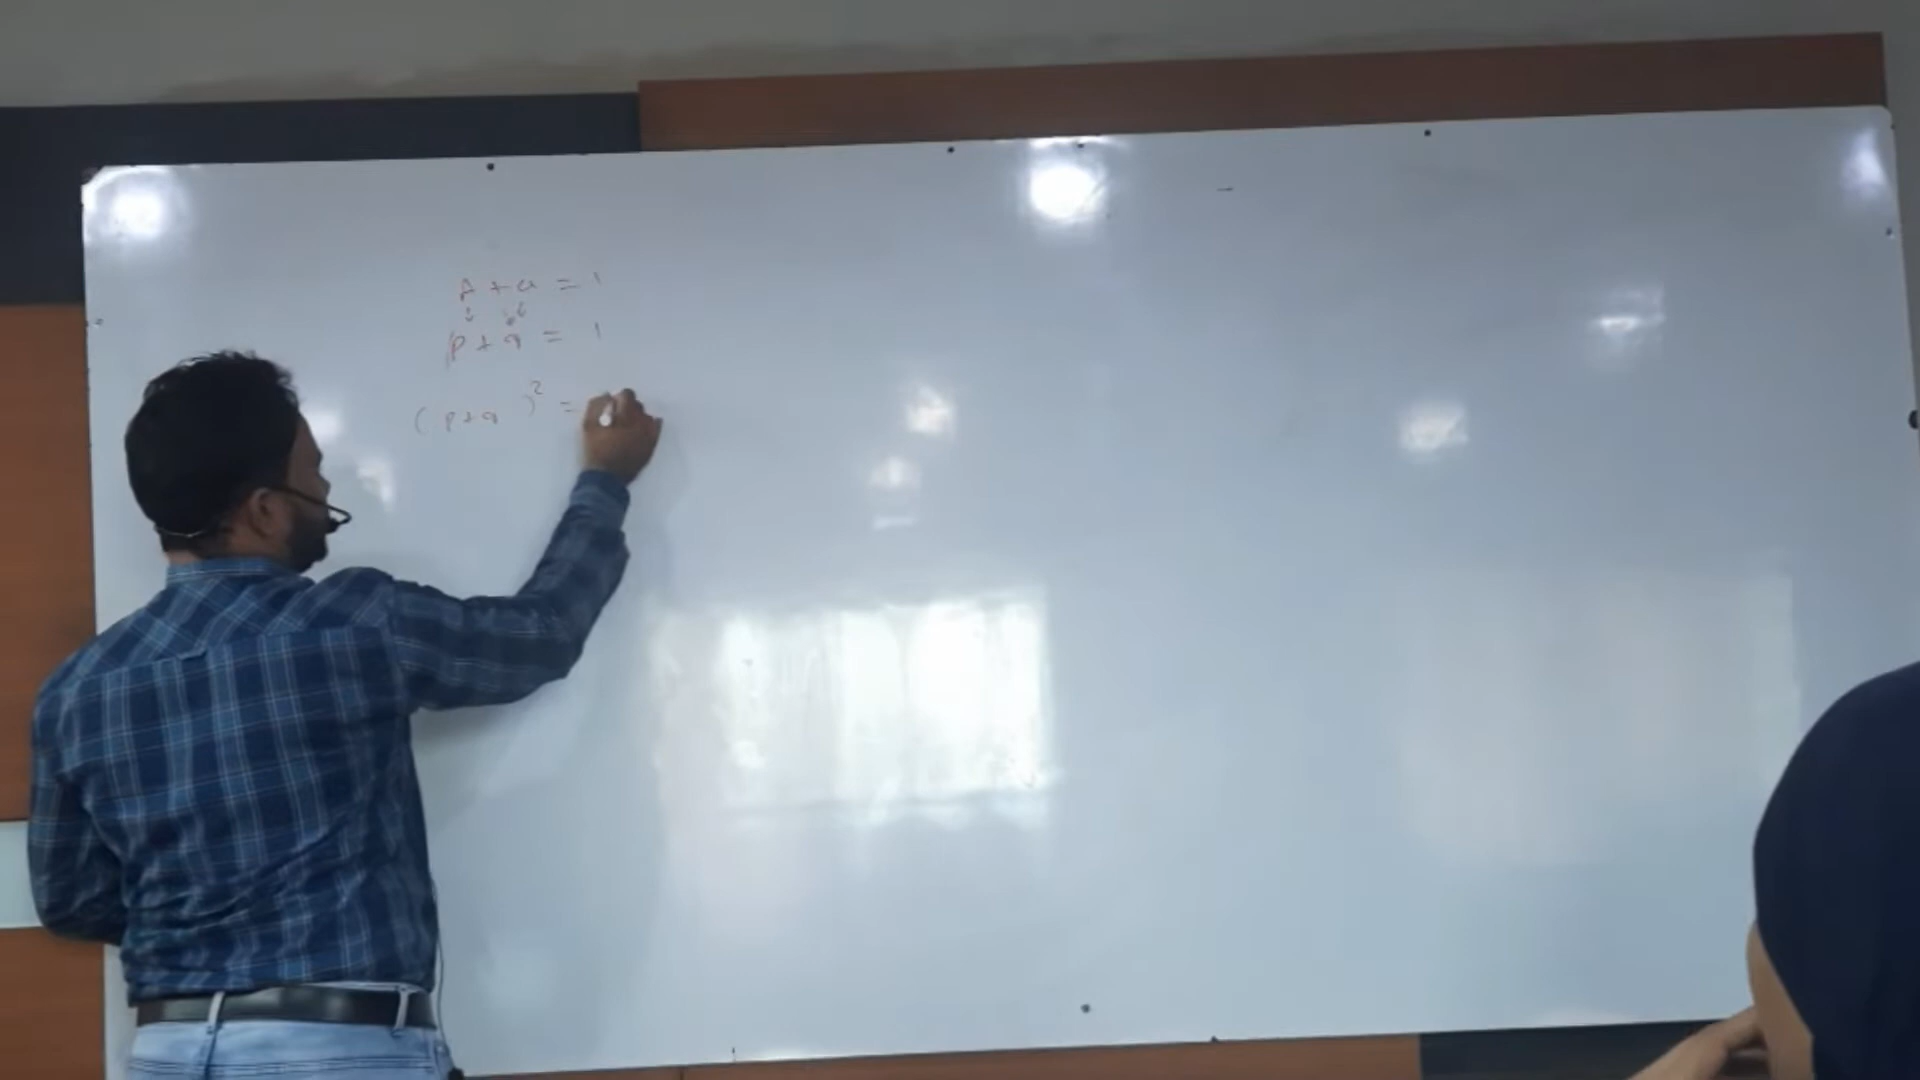 A + a = 1
↓ ↓
p + q = 1
( p + q )² =